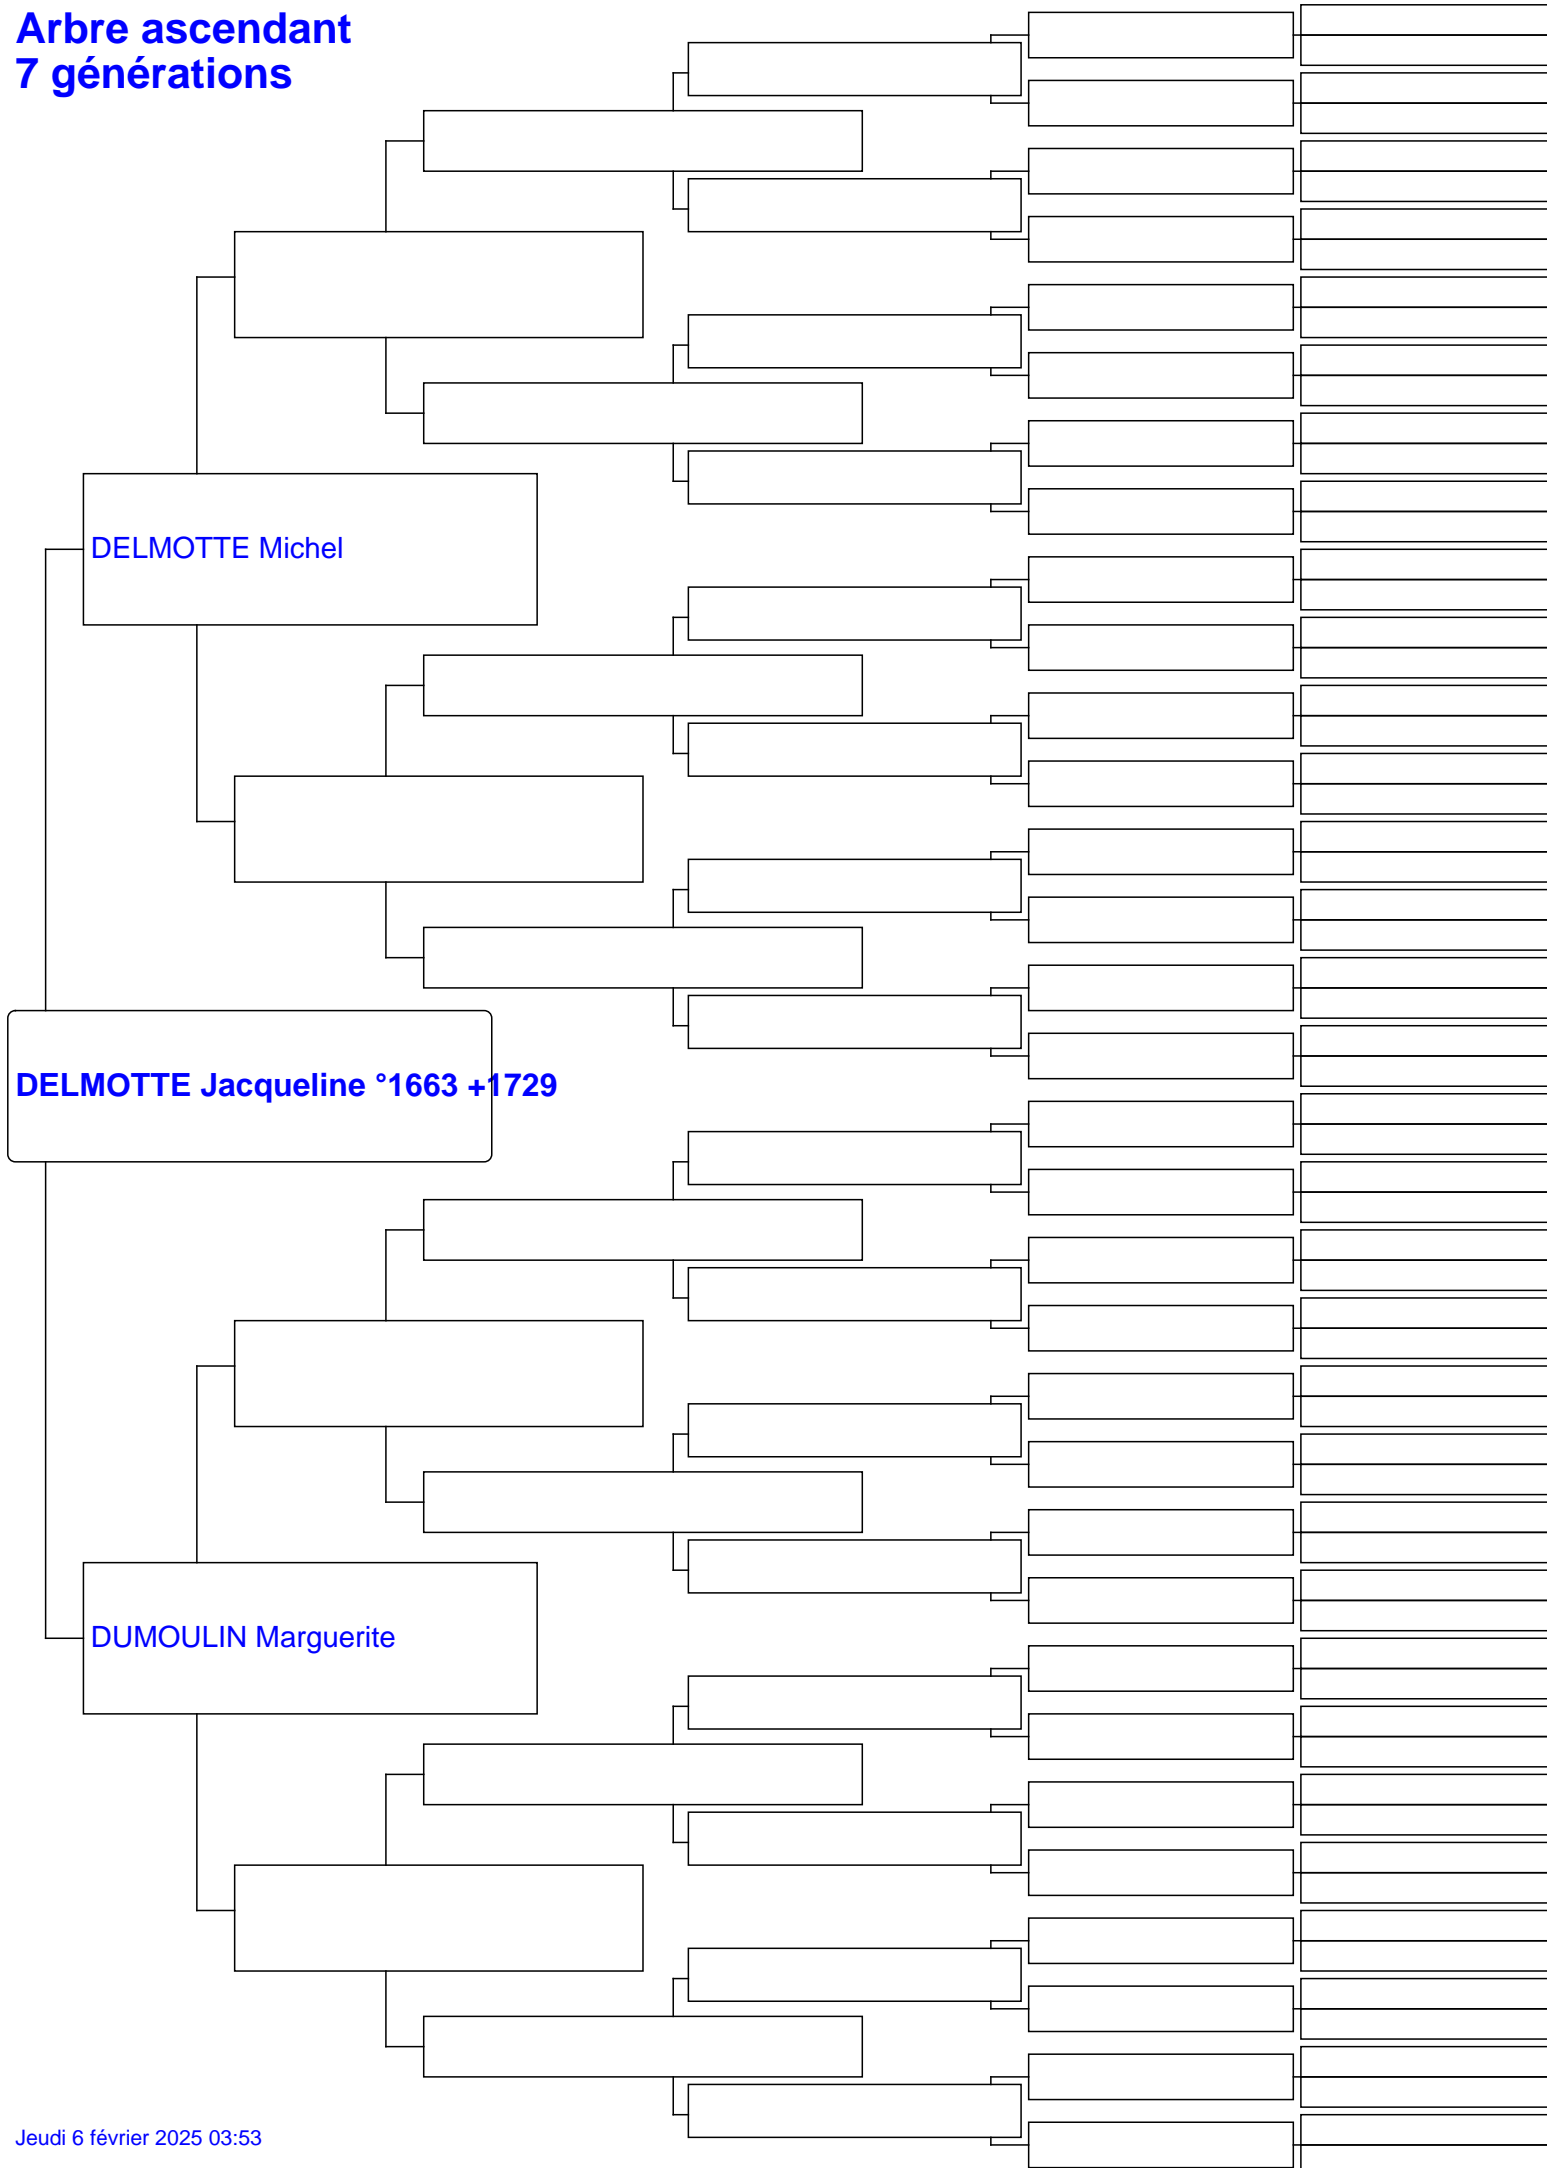 Arbre ascendant
7 générations
DELMOTTE Michel
DELMOTTE Jacqueline °1663 +1729
DUMOULIN Marguerite
Jeudi 6 février 2025 03:53